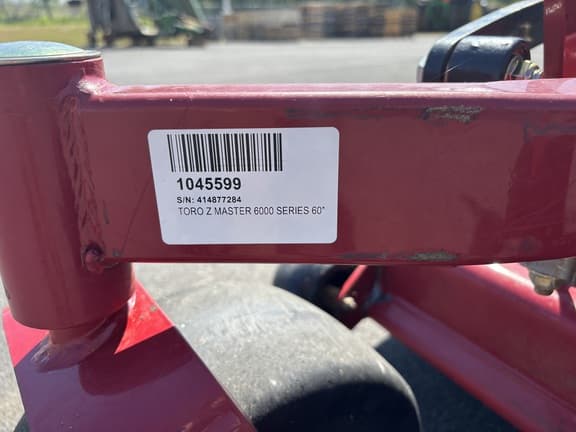 1045599
S/N: 414877284
TORO Z MASTER 6000 SERIES 60"